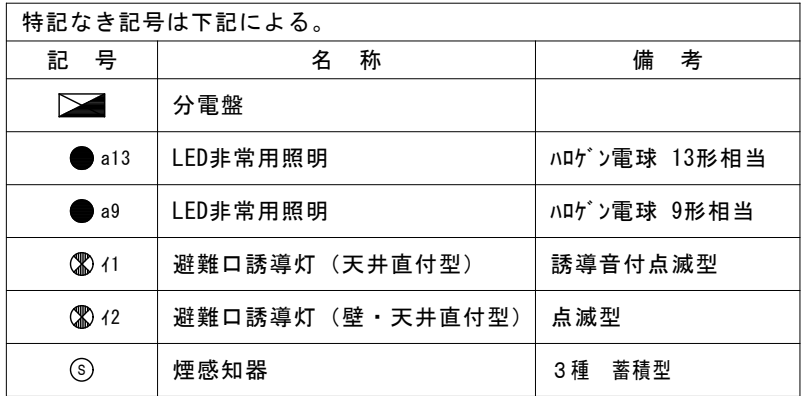 特記なき記号は下記による。
記　号　名　称　備　考
分電盤
a13 LED非常用照明 ﾊﾛｹﾞﾝ電球 13形相当
a9 LED非常用照明 ﾊﾛｹﾞﾝ電球 9形相当
ｲ1 避難口誘導灯（天井直付型） 誘導音付点滅型
ｲ2 避難口誘導灯（壁・天井直付型） 点滅型
S 煙感知器 ３種　蓄積型